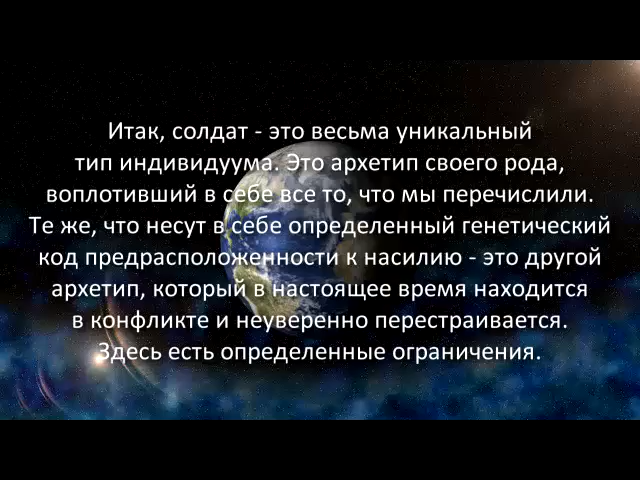 Итак, солдат - это весьма уникальный
тип индивидуума. Это архетип своего рода,
воплотивший в себе все то, что мы перечислили.
Те же, что несут в себе определенный генетический
код предрасположенности к насилию - это другой
архетип, который в настоящее время находится
в конфликте и неуверенно перестраивается.
Здесь есть определенные ограничения.